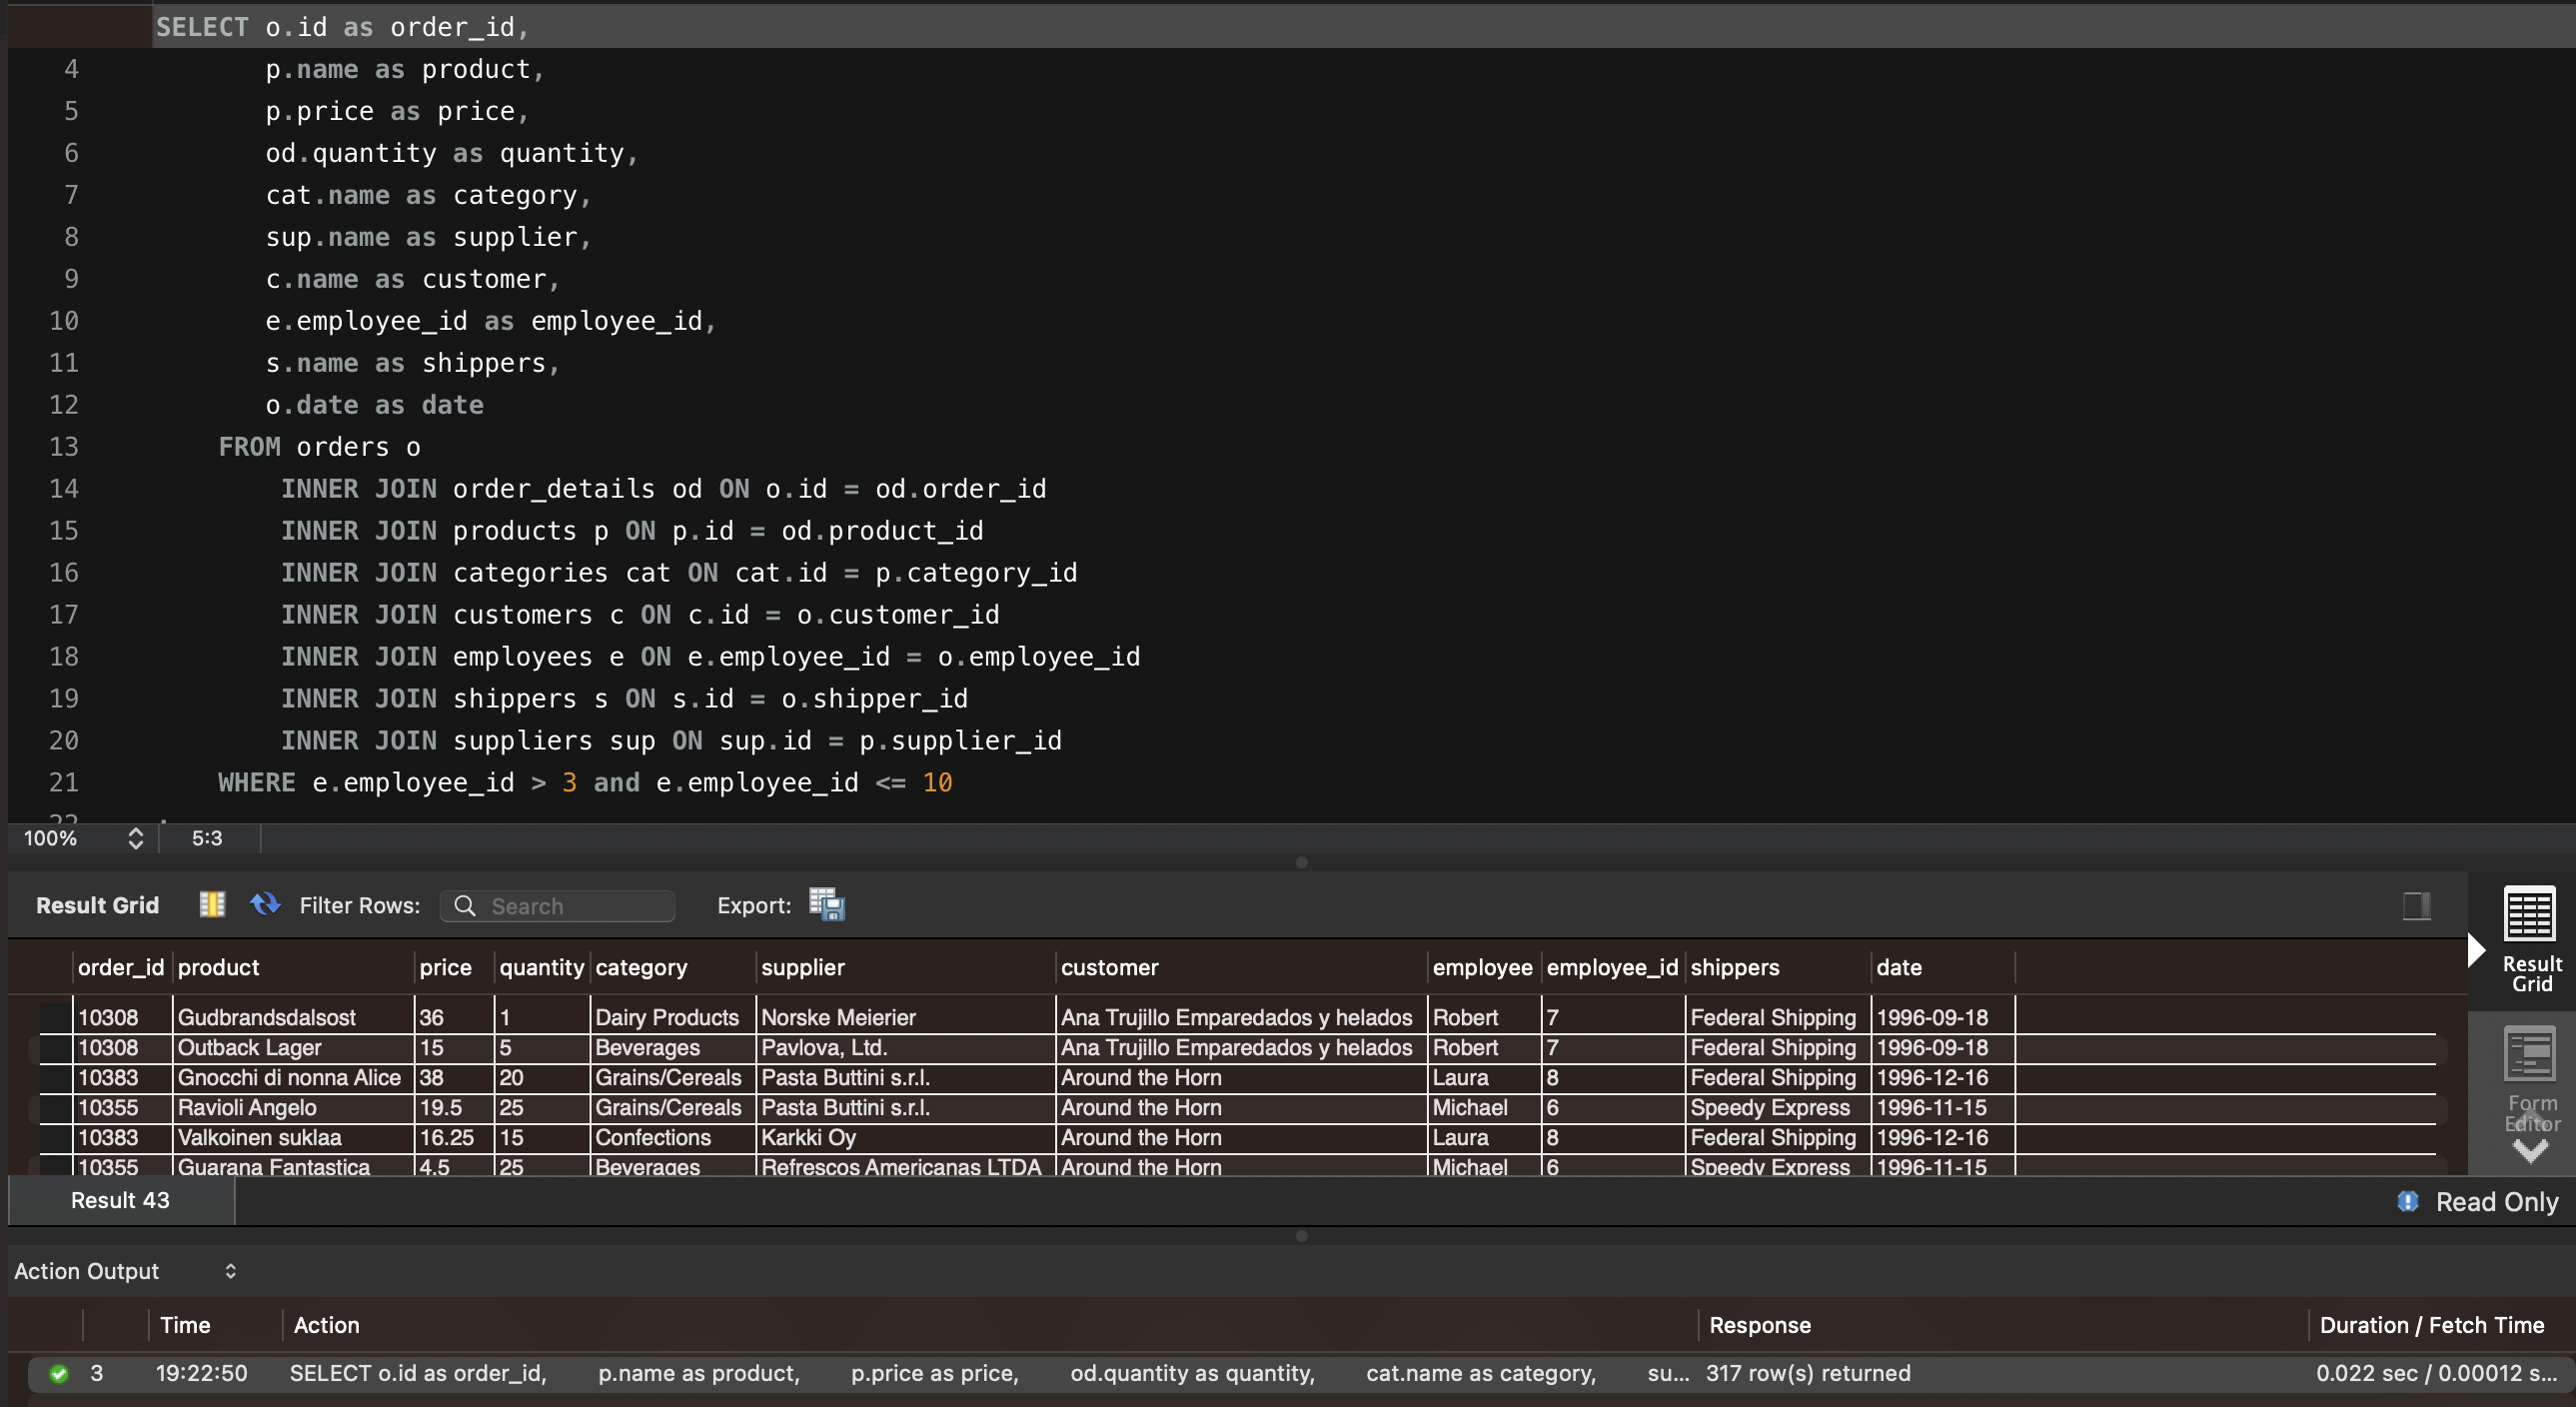 SELECT o.id as order_id,
4 p.name as product,
5 p.price as price,
6 od.quantity as quantity,
7 cat.name as category,
8 sup.name as supplier,
9 c.name as customer,
10 e.employee_id as employee_id,
11 s.name as shippers,
12 o.date as date
13 FROM orders o
14 INNER JOIN order_details od ON o.id = od.order_id
15 INNER JOIN products p ON p.id = od.product_id
16 INNER JOIN categories cat ON cat.id = p.category_id
17 INNER JOIN customers c ON c.id = o.customer_id
18 INNER JOIN employees e ON e.employee_id = o.employee_id
19 INNER JOIN shippers s ON s.id = o.shipper_id
20 INNER JOIN suppliers sup ON sup.id = p.supplier_id
21 WHERE e.employee_id > 3 and e.employee_id <= 10
22
100% 5:3
Result Grid Filter Rows: Search Export:
order_id product price quantity category supplier customer employee employee_id shippers date
10308 Gudbrandsdalsost 36 1 Dairy Products Norske Meierier Ana Trujillo Emparedados y helados Robert 7 Federal Shipping 1996-09-18
10308 Outback Lager 15 5 Beverages Pavlova, Ltd. Ana Trujillo Emparedados y helados Robert 7 Federal Shipping 1996-09-18
10383 Gnocchi di nonna Alice 38 20 Grains/Cereals Pasta Buttini s.r.l. Around the Horn Laura 8 Federal Shipping 1996-12-16
10355 Ravioli Angelo 19.5 25 Grains/Cereals Pasta Buttini s.r.l. Around the Horn Michael 6 Speedy Express 1996-11-15
10383 Valkoinen suklaa 16.25 15 Confections Karkki Oy Around the Horn Laura 8 Federal Shipping 1996-12-16
10355 Guarana Fantastica 4.5 25 Beverages Refrescos Americanas LTDA Around the Horn Michael 6 Speedy Express 1996-11-15
Result
Grid
Form
Editor
Result 43
Read Only
Action Output
Time Action Response Duration / Fetch Time
3 19:22:50 SELECT o.id as order_id, p.name as product, p.price as price, od.quantity as quantity, cat.name as category, su... 317 row(s) returned 0.022 sec / 0.00012 s...